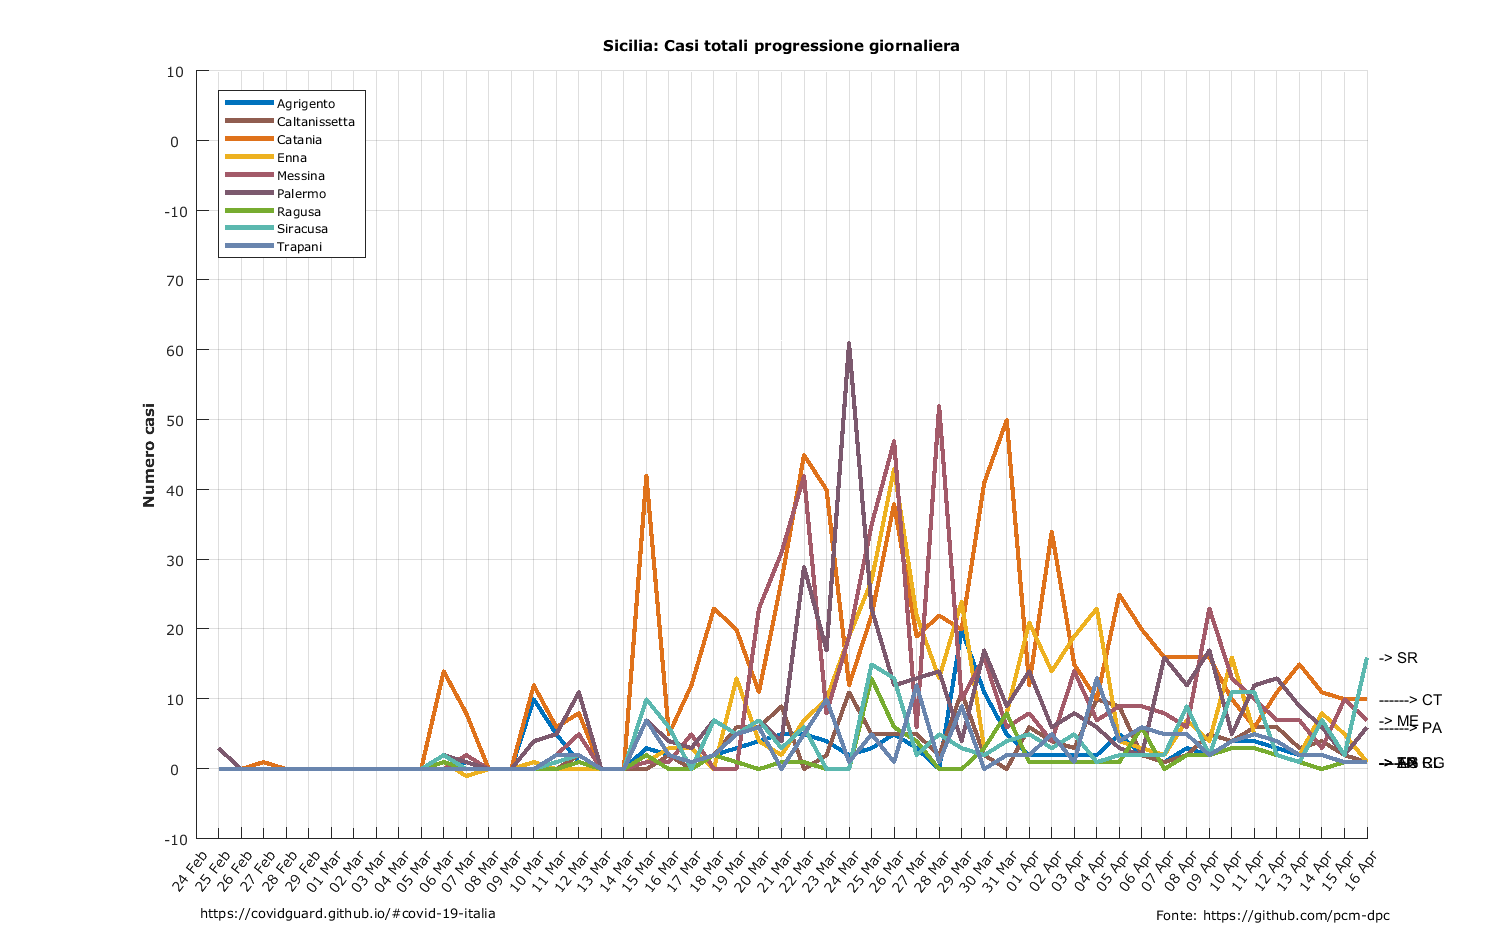 Sicilia: Casi totali progressione giornaliera
Numero casi
10
0
-10
70
60
50
40
30
20
10
0
-10
Agrigento
Caltanissetta
Catania
Enna
Messina
Palermo
Ragusa
Siracusa
Trapani
-> SR
------> CT
-> ME
------> PA
24 Feb
25 Feb
26 Feb
27 Feb
28 Feb
29 Feb
01 Mar
02 Mar
03 Mar
04 Mar
05 Mar
06 Mar
07 Mar
08 Mar
09 Mar
10 Mar
11 Mar
12 Mar
13 Mar
14 Mar
15 Mar
16 Mar
17 Mar
18 Mar
19 Mar
20 Mar
21 Mar
22 Mar
23 Mar
24 Mar
25 Mar
26 Mar
27 Mar
28 Mar
29 Mar
30 Mar
31 Mar
01 Apr
02 Apr
03 Apr
04 Apr
05 Apr
06 Apr
07 Apr
08 Apr
09 Apr
10 Apr
11 Apr
12 Apr
13 Apr
14 Apr
15 Apr
16 Apr
https://covidguard.github.io/#covid-19-italia
Fonte: https://github.com/pcm-dpc